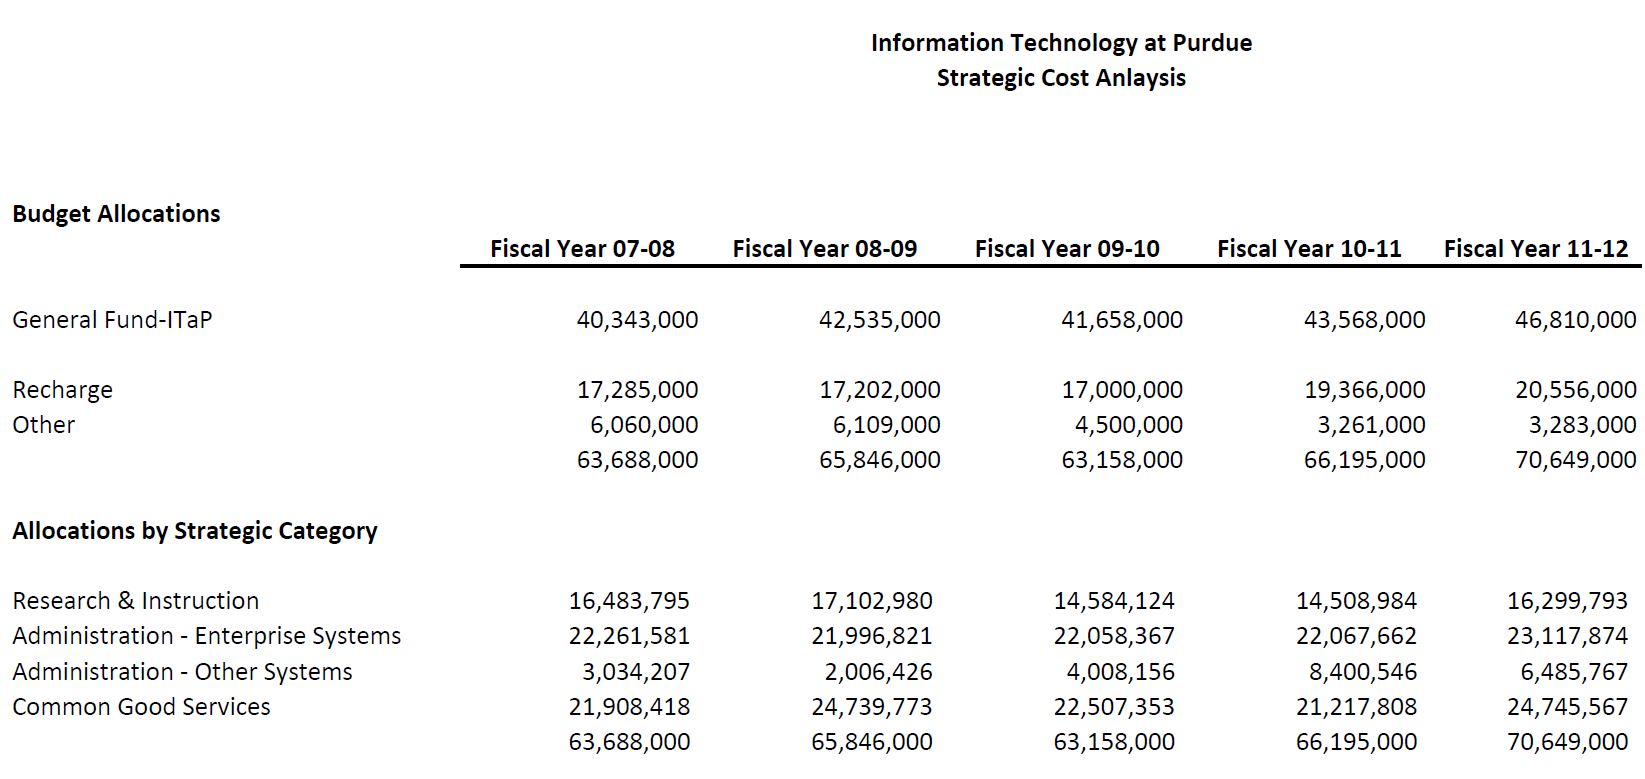 Information Technology at Purdue
Strategic Cost Anlaysis
Budget Allocations
Fiscal Year 07-08 Fiscal Year 08-09 Fiscal Year 09-10 Fiscal Year 10-11 Fiscal Year 11-12
General Fund-ITaP 40,343,000 42,535,000 41,658,000 43,568,000 46,810,000
Recharge 17,285,000 17,202,000 17,000,000 19,366,000 20,556,000
Other 6,060,000 6,109,000 4,500,000 3,261,000 3,283,000
63,688,000 65,846,000 63,158,000 66,195,000 70,649,000
Allocations by Strategic Category
Research & Instruction 16,483,795 17,102,980 14,584,124 14,508,984 16,299,793
Administration - Enterprise Systems 22,261,581 21,996,821 22,058,367 22,067,662 23,117,874
Administration - Other Systems 3,034,207 2,006,426 4,008,156 8,400,546 6,485,767
Common Good Services 21,908,418 24,739,773 22,507,353 21,217,808 24,745,567
63,688,000 65,846,000 63,158,000 66,195,000 70,649,000